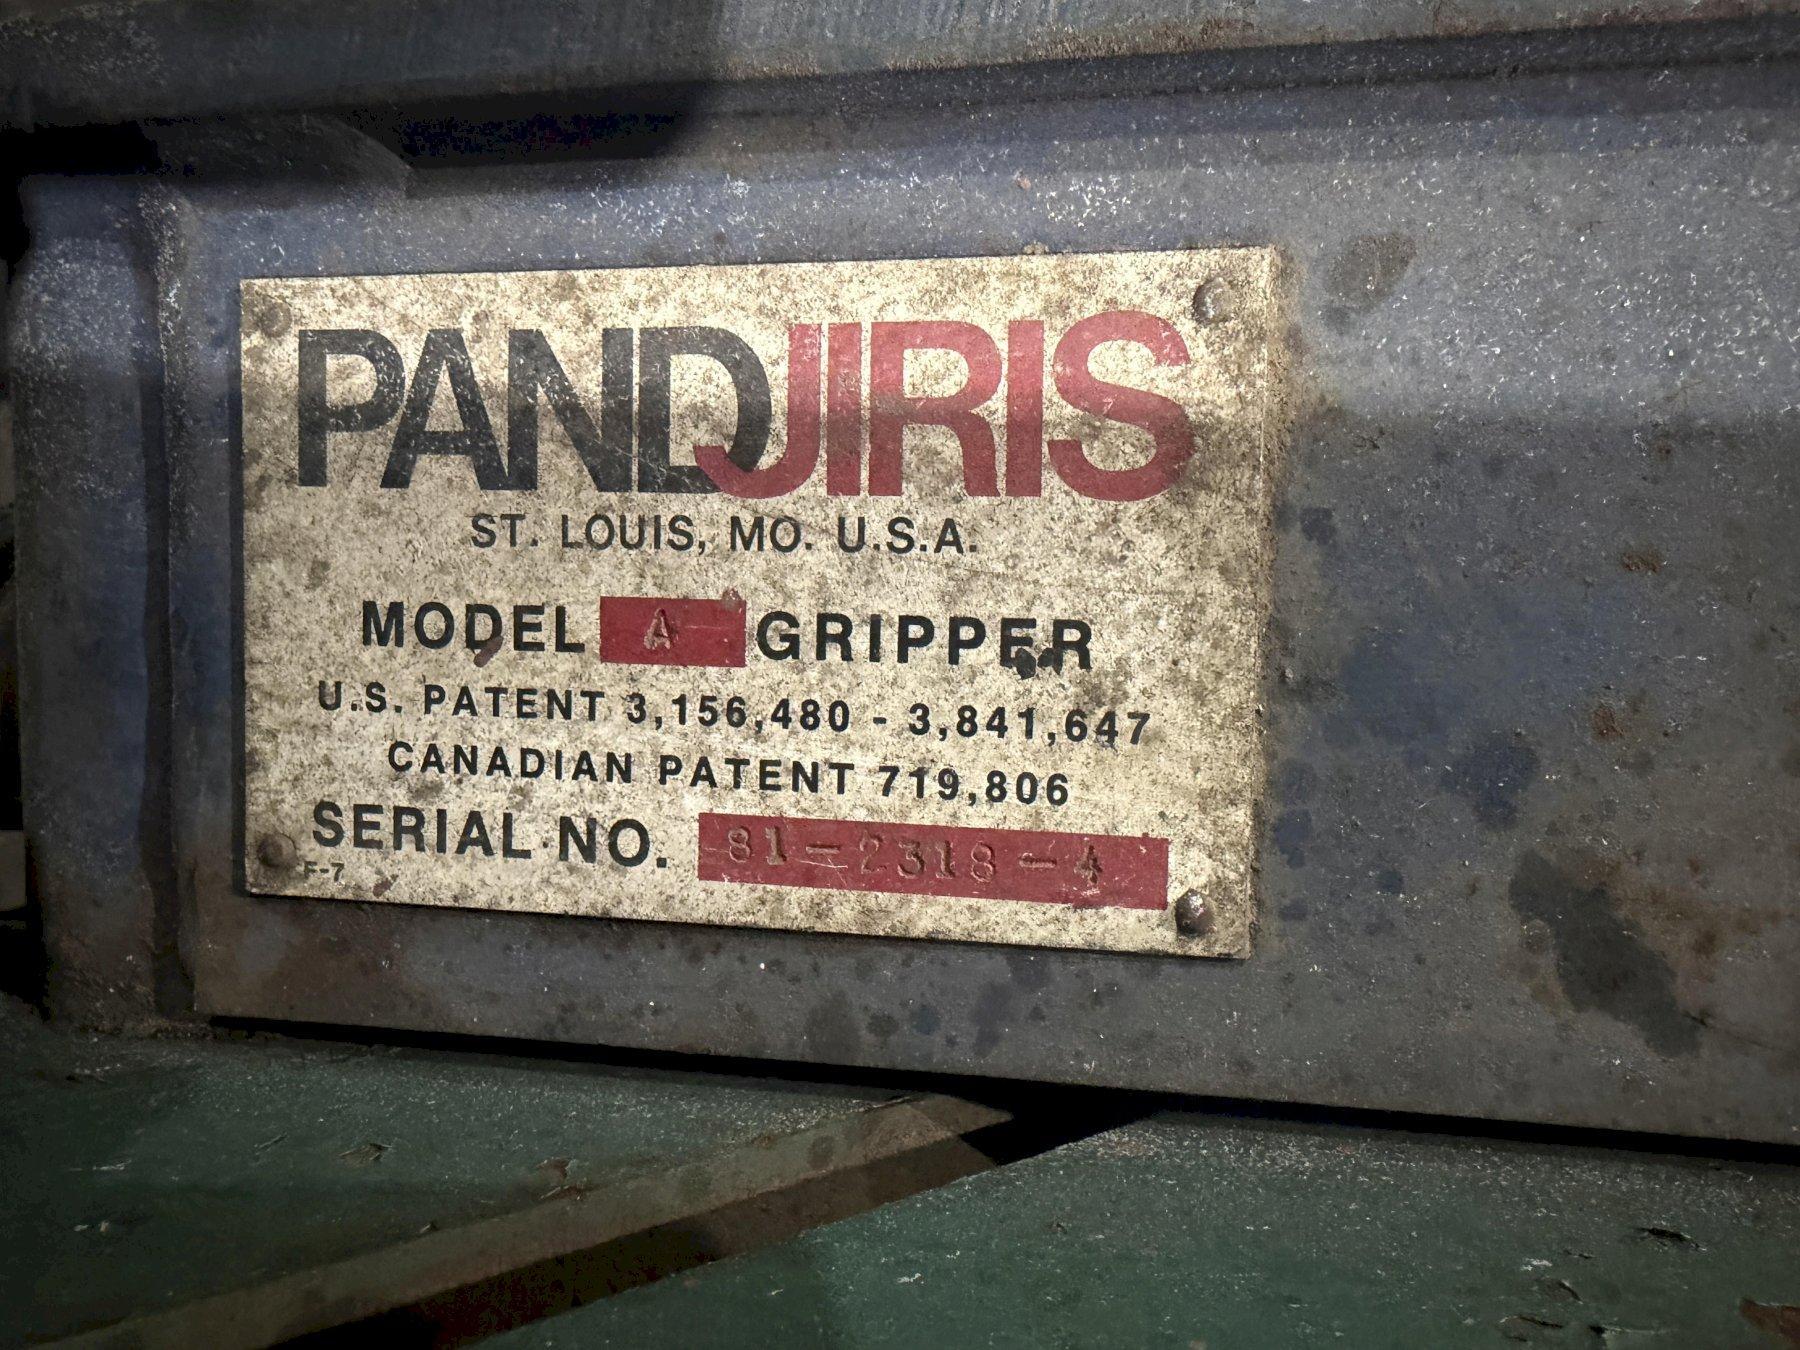 PANDJIRIS
ST. LOUIS, MO. U.S.A.
MODEL A GRIPPER
U.S. PATENT 3,156,480 - 3,841,647
CANADIAN PATENT 719,806
SERIAL NO. 81-2318-4
F-7